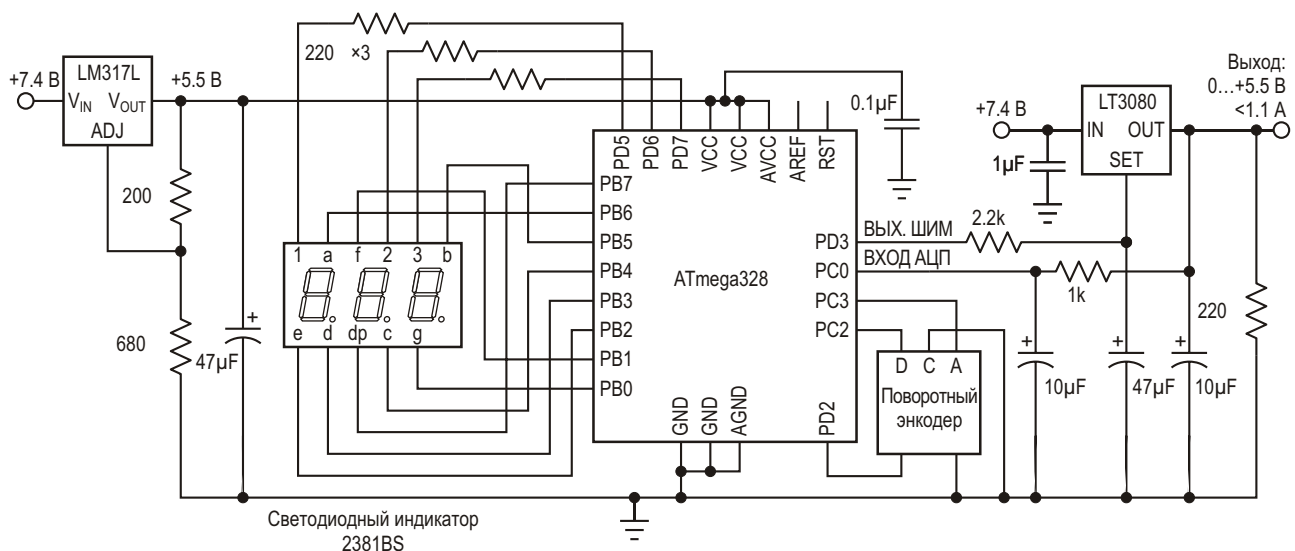 220 ×3
+7.4 В
LM317L
VIN VOUT
ADJ
+5.5 В
200
680
47µF
+
1 a f 2 3 b
e d dp c g
Светодиодный индикатор
2381BS
PD5
PD6
PD7
VCC
VCC
AVCC
AREF
RST
PB7
PB6
PB5
PB4
PB3
PB2
PB1
PB0
ATmega328
PD3
PC0
PC3
PC2
GND
GND
AGND
PD2
0.1µF
ВЫХ. ШИМ
2.2k
ВХОД АЦП
1k
D C A
Поворотный
энкодер
+7.4 В
1µF
LT3080
IN OUT
SET
Выход:
0…+5.5 В
<1.1 А
220
+
10µF
+
47µF
+
10µF